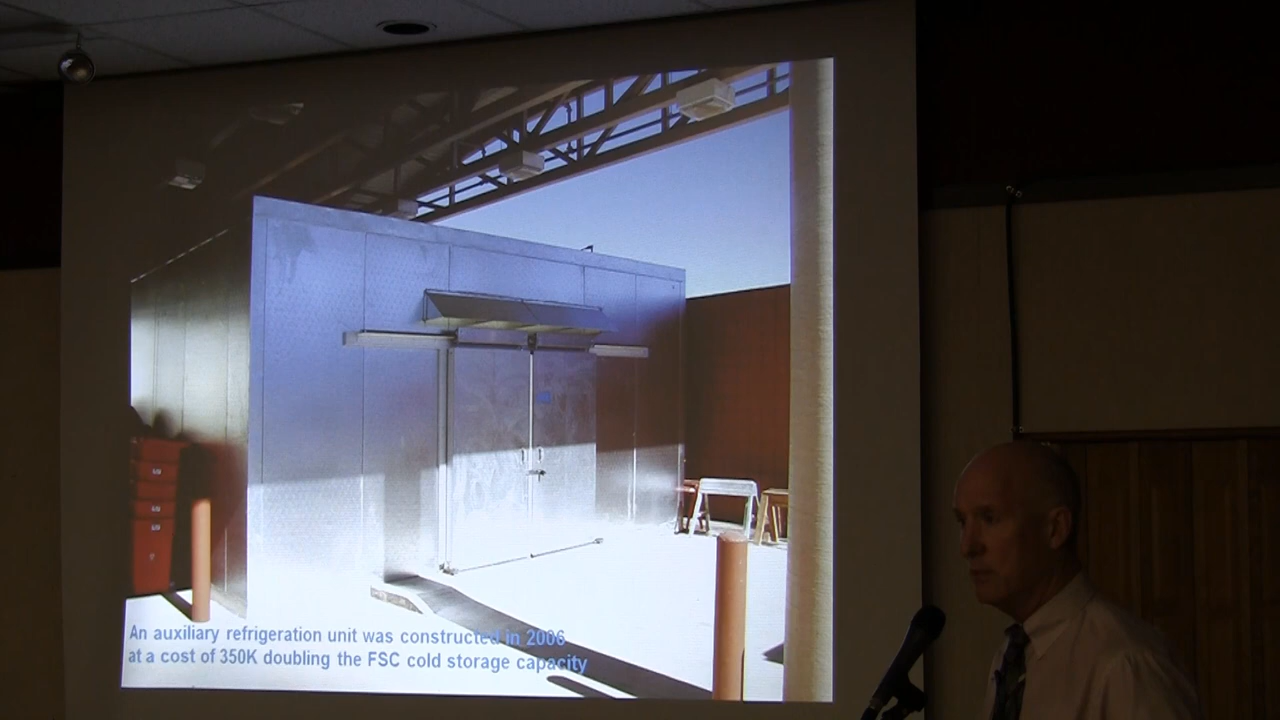 An auxiliary refrigeration unit was constructed in 2006
at a cost of 350K doubling the FSC cold storage capacity